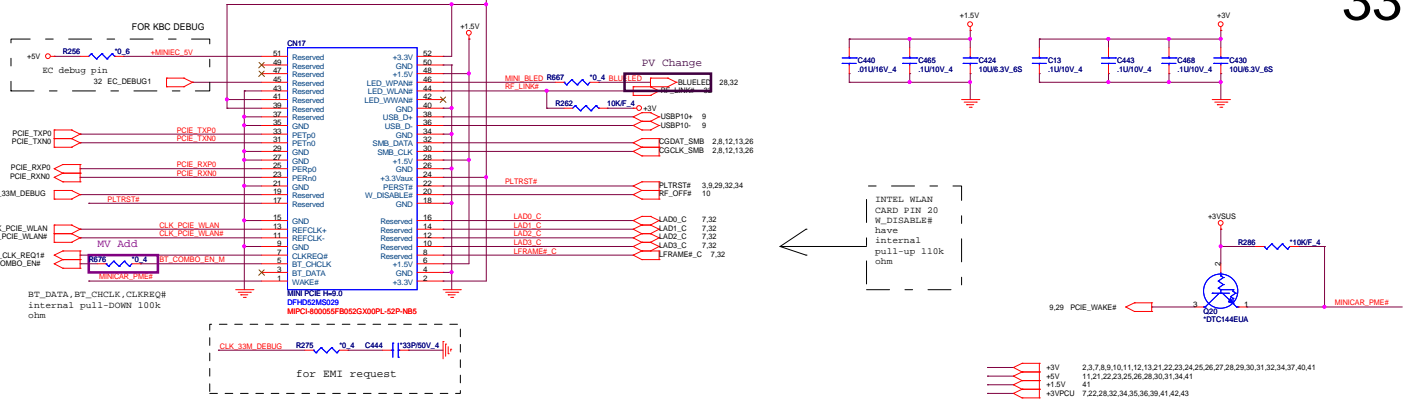 33
FOR KBC DEBUG
+5V R256 *0_6 +MINIEC_5V
EC debug pin
32 EC_DEBUG1
CN17
51 Reserved +3.3V 52
49 Reserved GND 50
47 Reserved +1.5V 48
45 Reserved LED_WPAN# 46
43 Reserved LED_WLAN# 44
41 Reserved LED_WWAN# 42
39 Reserved GND 40
37 Reserved USB_D+ 38
35 GND USB_D- 36
33 PETp0 GND 34
31 PETn0 SMB_DATA 32
29 GND SMB_CLK 30
27 GND +1.5V 28
25 PERp0 GND 26
23 PERn0 +3.3Vaux 24
21 GND PERST# 22
19 Reserved W_DISABLE# 20
17 Reserved GND 18
15 GND Reserved 16
13 REFCLK+ Reserved 14
11 REFCLK- Reserved 12
9 GND Reserved 10
7 CLKREQ# Reserved 8
5 BT_CHCLK +1.5V 6
3 BT_DATA GND 4
1 WAKE# +3.3V 2
MINI PCIE H=9.0
DFHD52MS029
MIPCI-800055FB052GX00PL-52P-NB5
PCIE_TXP0 PCIE_TXP0
PCIE_TXN0 PCIE_TXN0
PCIE_RXP0 PCIE_RXP0
PCIE_RXN0 PCIE_RXN0
_33M_DEBUG
PLTRST#
_PCIE_WLAN CLK_PCIE_WLAN
_PCIE_WLAN# CLK_PCIE_WLAN#
MV Add
_CLK_REQ1#
OMBO_EN# R676 *0_4 BT_COMBO_EN_M
MINICAR_PME#
BT_DATA,BT_CHCLK,CLKREQ#
internal pull-DOWN 100k
ohm
CLK_33M_DEBUG R275 *0_4 C444 *33P/50V_4
for EMI request
+1.5V
PV Change
MINI_BLED R667 *0_4 BLUELED BLUELED 28,32
RF_LINK#
R262 10K/F_4 +3V
USBP10+ 9
USBP10- 9
CGDAT_SMB 2,8,12,13,26
CGCLK_SMB 2,8,12,13,26
PLTRST# PLTRST# 3,9,29,32,34
RF_OFF# 10
LAD0_C LAD0_C 7,32
LAD1_C LAD1_C 7,32
LAD2_C LAD2_C 7,32
LAD3_C LAD3_C 7,32
LFRAME#_C LFRAME#_C 7,32
INTEL WLAN
CARD PIN 20
W_DISABLE#
have
internal
pull-up 110k
ohm
+1.5V
C440 .01U/16V_4
C465 .1U/10V_4
C424 10U/6.3V_6S
+3V
C13 .1U/10V_4
C443 .1U/10V_4
C468 .1U/10V_4
C430 10U/6.3V_6S
+3VSUS
R286 *10K/F_4
2
9,29 PCIE_WAKE# 3 1 MINICAR_PME#
Q20
*DTC144EUA
+3V 2,3,7,8,9,10,11,12,13,21,22,23,24,25,26,27,28,29,30,31,32,34,37,40,41
+5V 11,21,22,23,25,26,28,30,31,34,41
+1.5V 41
+3VPCU 7,22,28,32,34,35,36,39,41,42,43